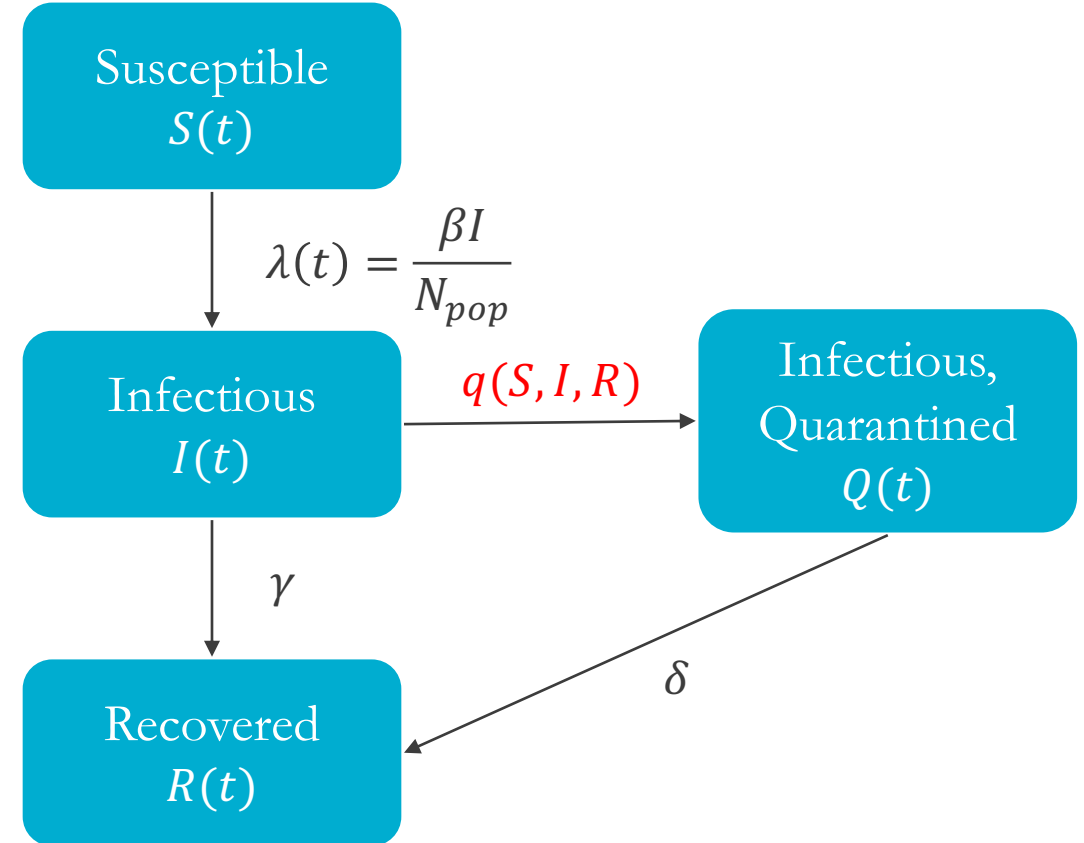 Susceptible
S(t)
λ(t) = βI / N_pop
Infectious
I(t)
q(S, I, R)
Infectious,
Quarantined
Q(t)
γ
δ
Recovered
R(t)